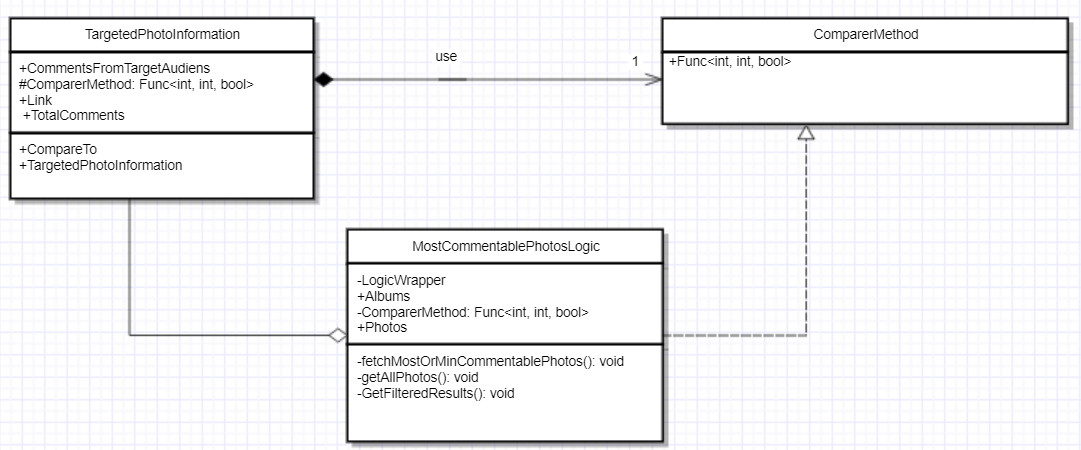 TargetedPhotoInformation
+CommentsFromTargetAudiens
#ComparerMethod: Func<int, int, bool>
+Link
+TotalComments
+CompareTo
+TargetedPhotoInformation
use
1
ComparerMethod
+Func<int, int, bool>
MostCommentablePhotosLogic
-LogicWrapper
+Albums
-ComparerMethod: Func<int, int, bool>
+Photos
-fetchMostOrMinCommentablePhotos(): void
-getAllPhotos(): void
-GetFilteredResults(): void